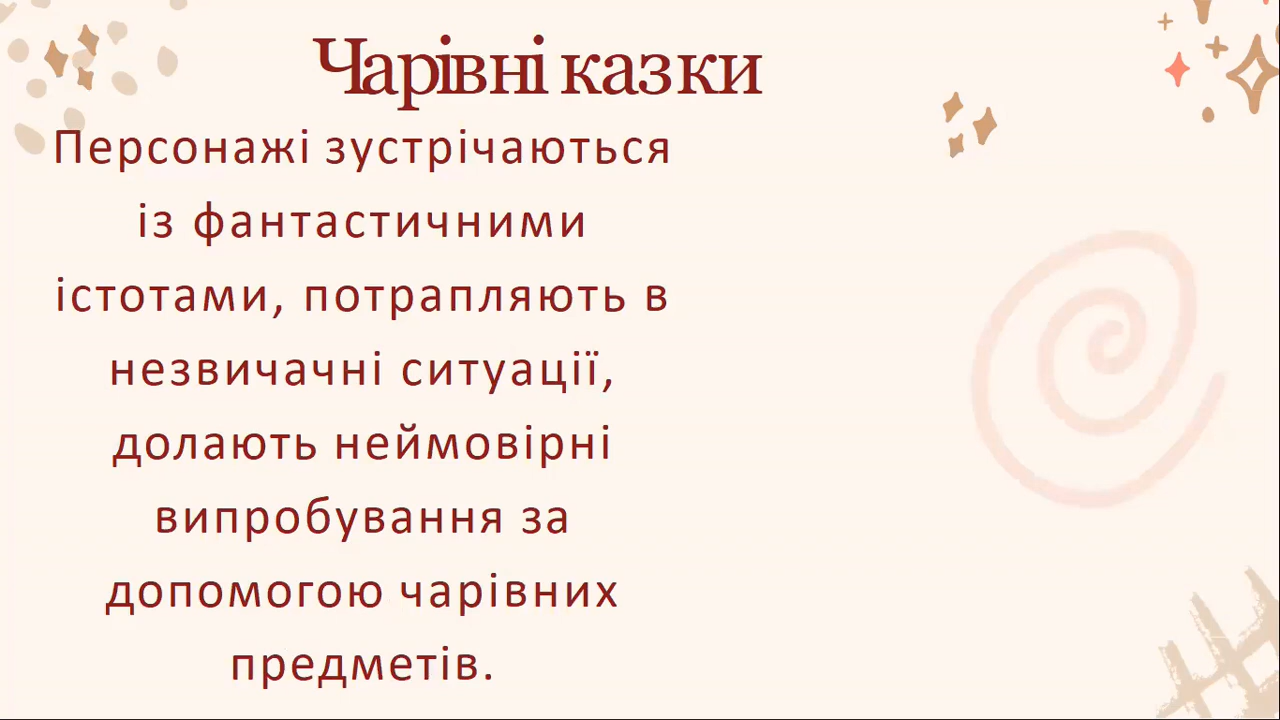 Чарівні казки
Персонажі зустрічаються
із фантастичними
істотами, потрапляють в
незвичачні ситуації,
долають неймовірні
випробування за
допомогою чарівних
предметів.